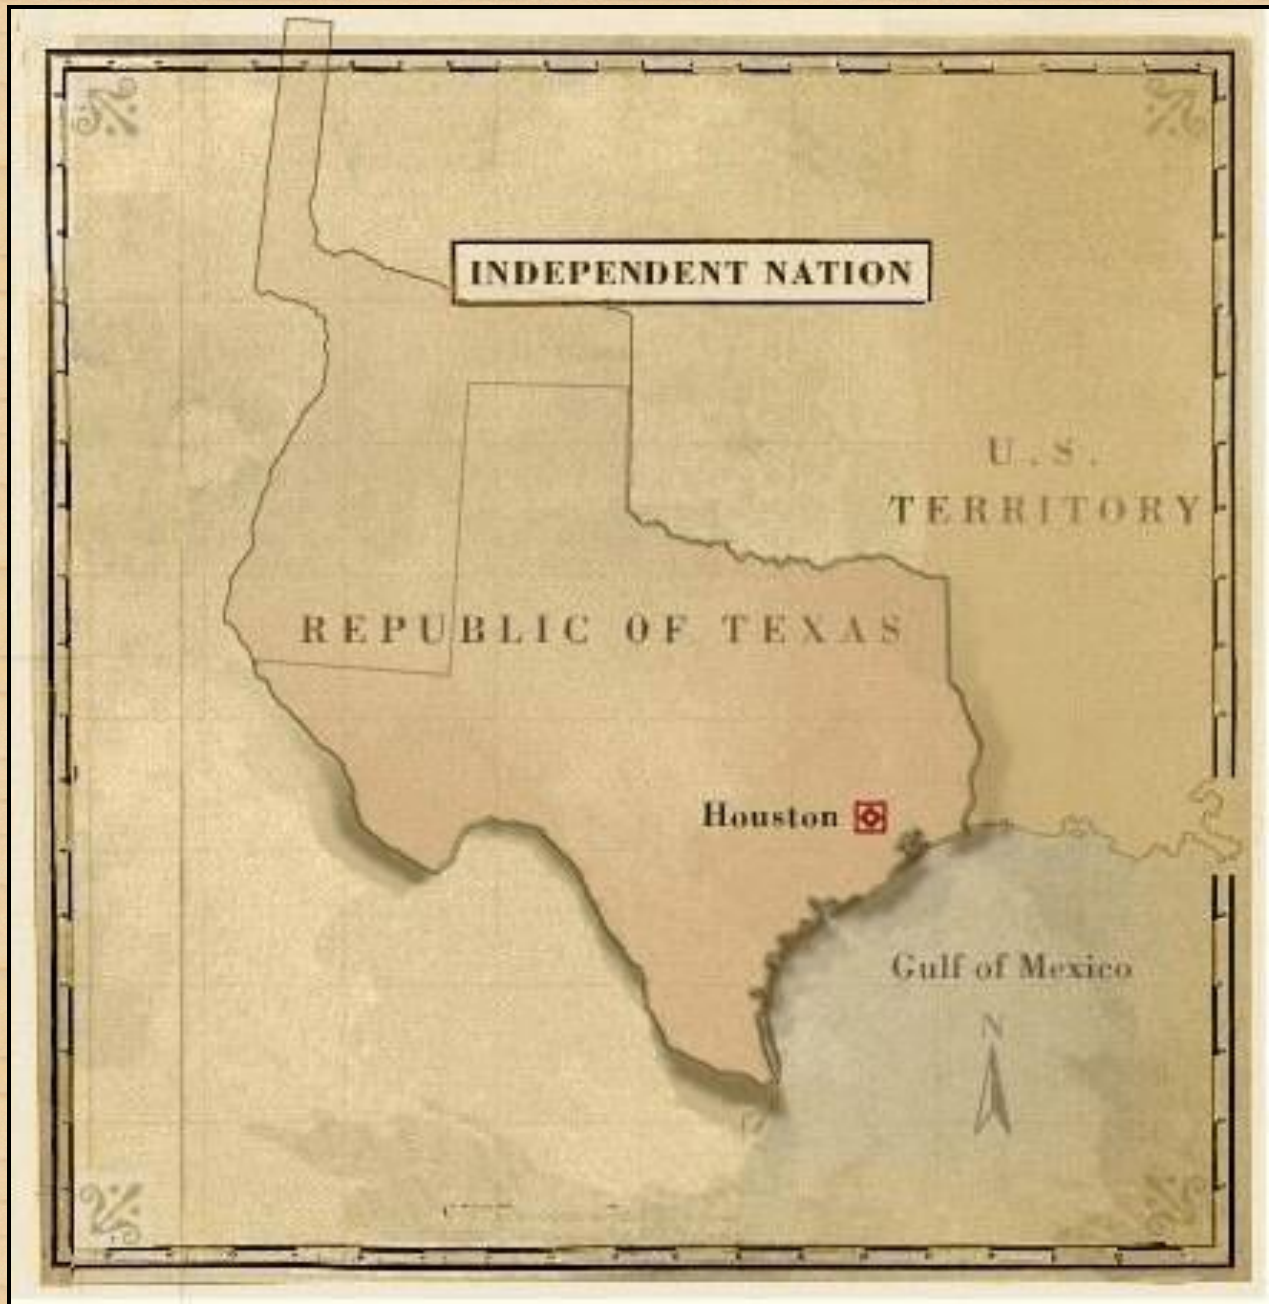 INDEPENDENT NATION
U.S.
TERRITORY
REPUBLIC OF TEXAS
Houston
Gulf of Mexico
N